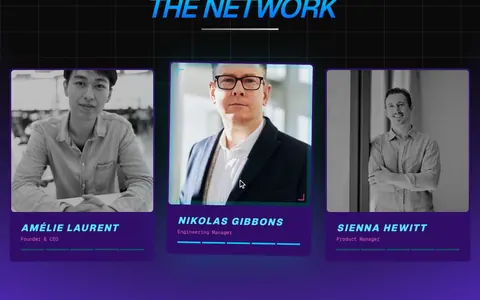 THE NETWORK
AMÉLIE LAURENT
Founder & CEO
NIKOLAS GIBBONS
Engineering Manager
SIENNA HEWITT
Product Manager